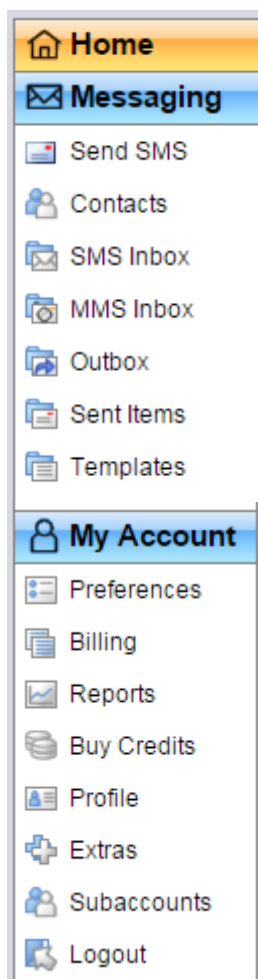 Home
Messaging
Send SMS
Contacts
SMS Inbox
MMS Inbox
Outbox
Sent Items
Templates
My Account
Preferences
Billing
Reports
Buy Credits
Profile
Extras
Subaccounts
Logout